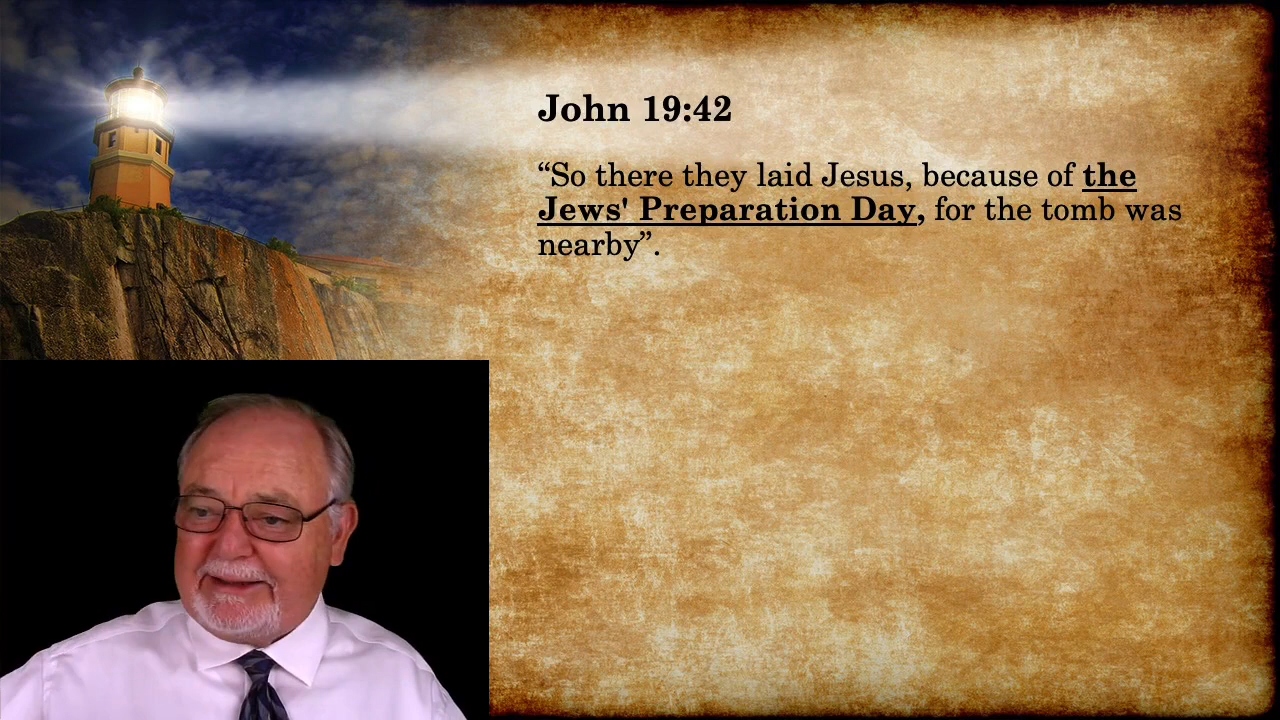 John 19:42
“So there they laid Jesus, because of the
Jews' Preparation Day, for the tomb was
nearby”.